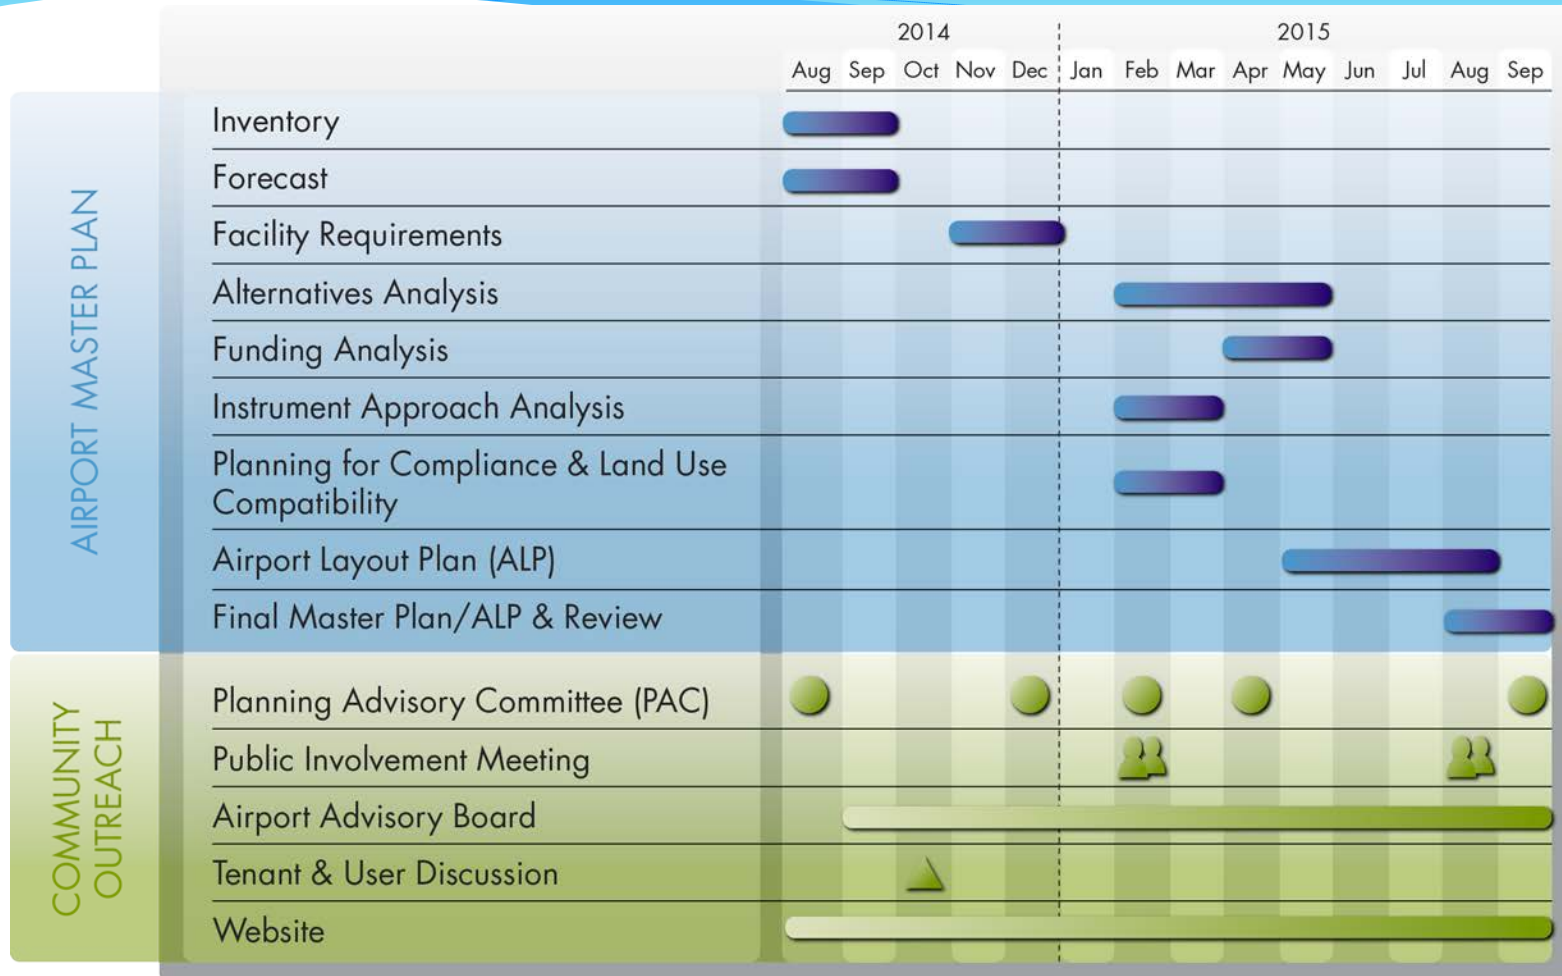 2014
2015
Aug Sep Oct Nov Dec Jan Feb Mar Apr May Jun Jul Aug Sep
AIRPORT MASTER PLAN
Inventory
Forecast
Facility Requirements
Alternatives Analysis
Funding Analysis
Instrument Approach Analysis
Planning for Compliance & Land Use
Compatibility
Airport Layout Plan (ALP)
Final Master Plan/ALP & Review
COMMUNITY
OUTREACH
Planning Advisory Committee (PAC)
Public Involvement Meeting
Airport Advisory Board
Tenant & User Discussion
Website